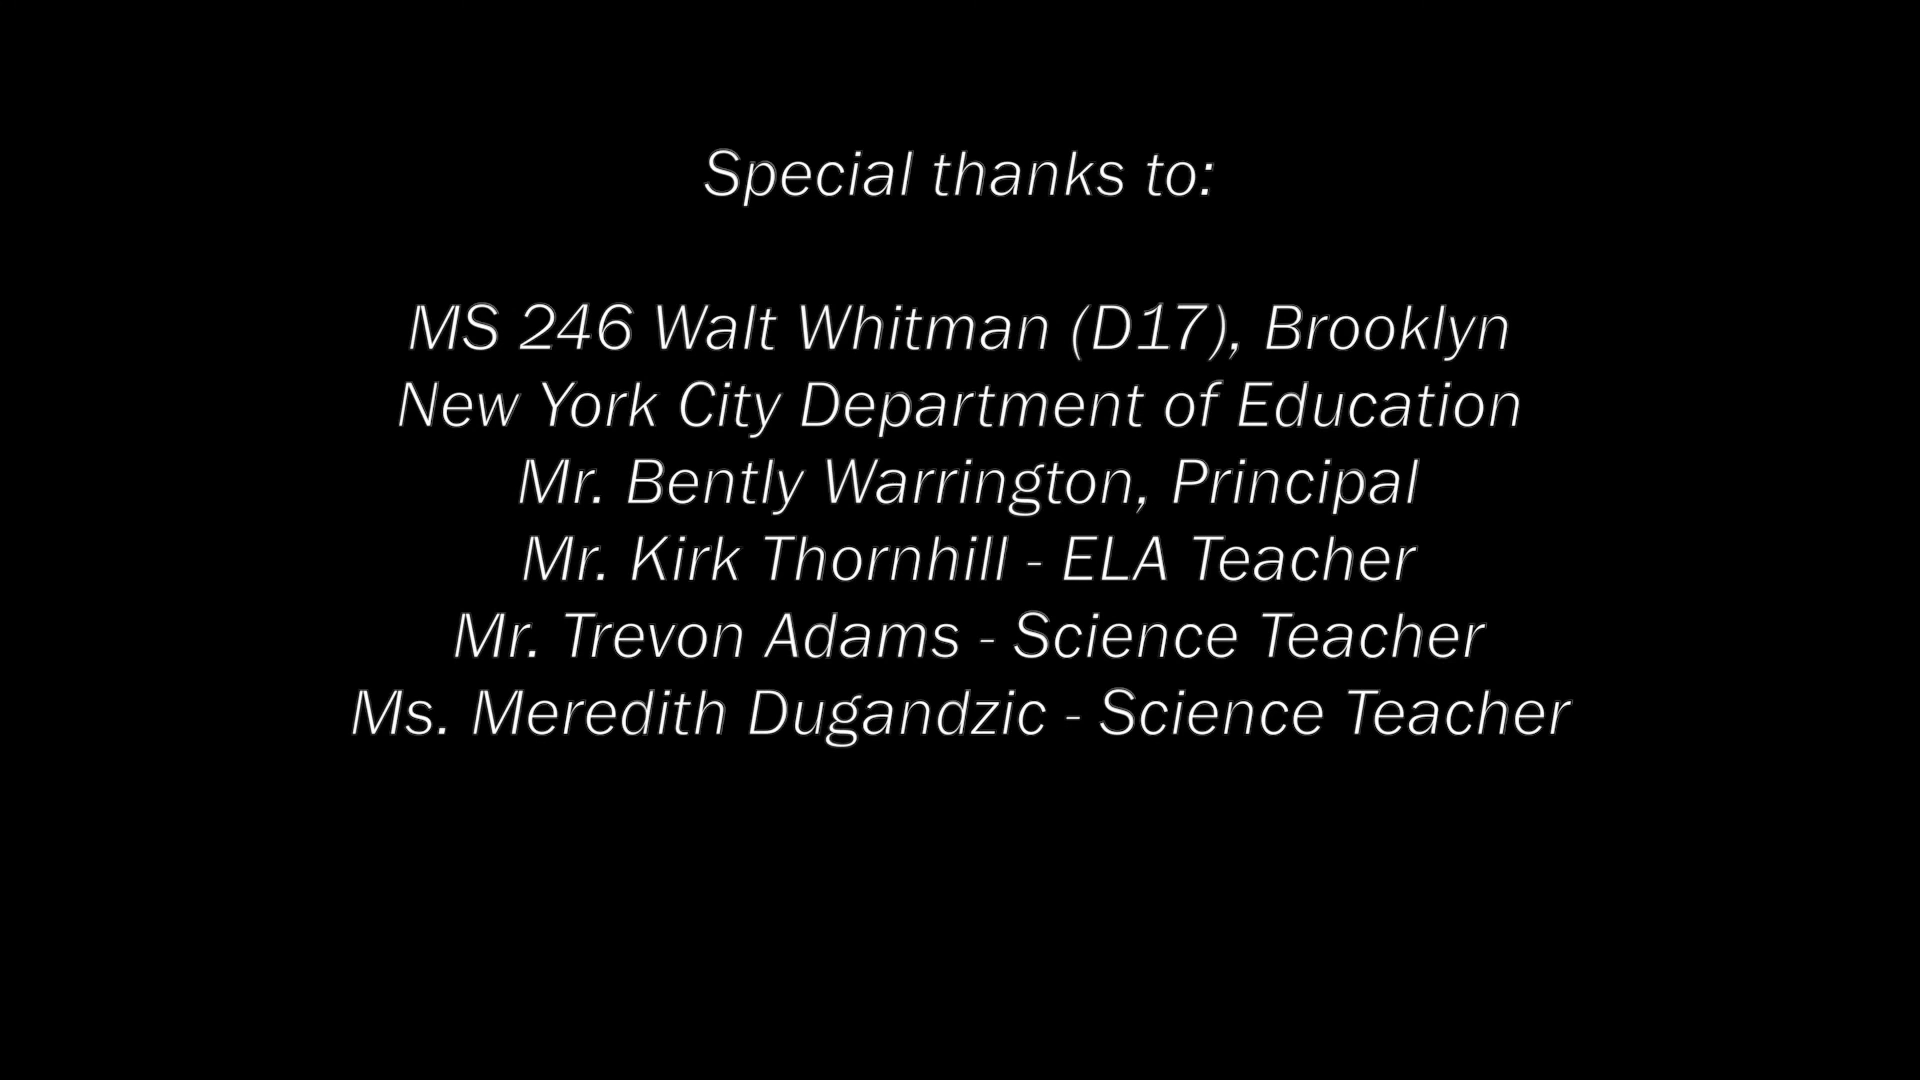 Special thanks to:
MS 246 Walt Whitman (D17), Brooklyn
New York City Department of Education
Mr. Bently Warrington, Principal
Mr. Kirk Thornhill - ELA Teacher
Mr. Trevon Adams - Science Teacher
Ms. Meredith Dugandzic - Science Teacher